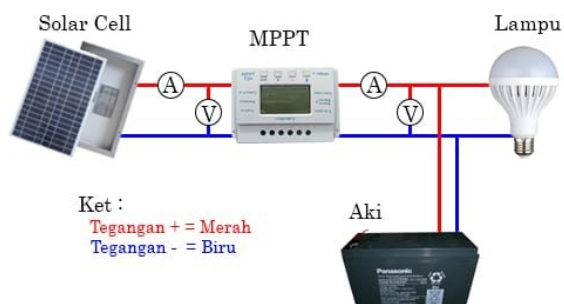 Solar Cell
MPPT
Lampu
A
A
V
V
Ket :
Tegangan + = Merah
Tegangan - = Biru
Aki
Panasonic